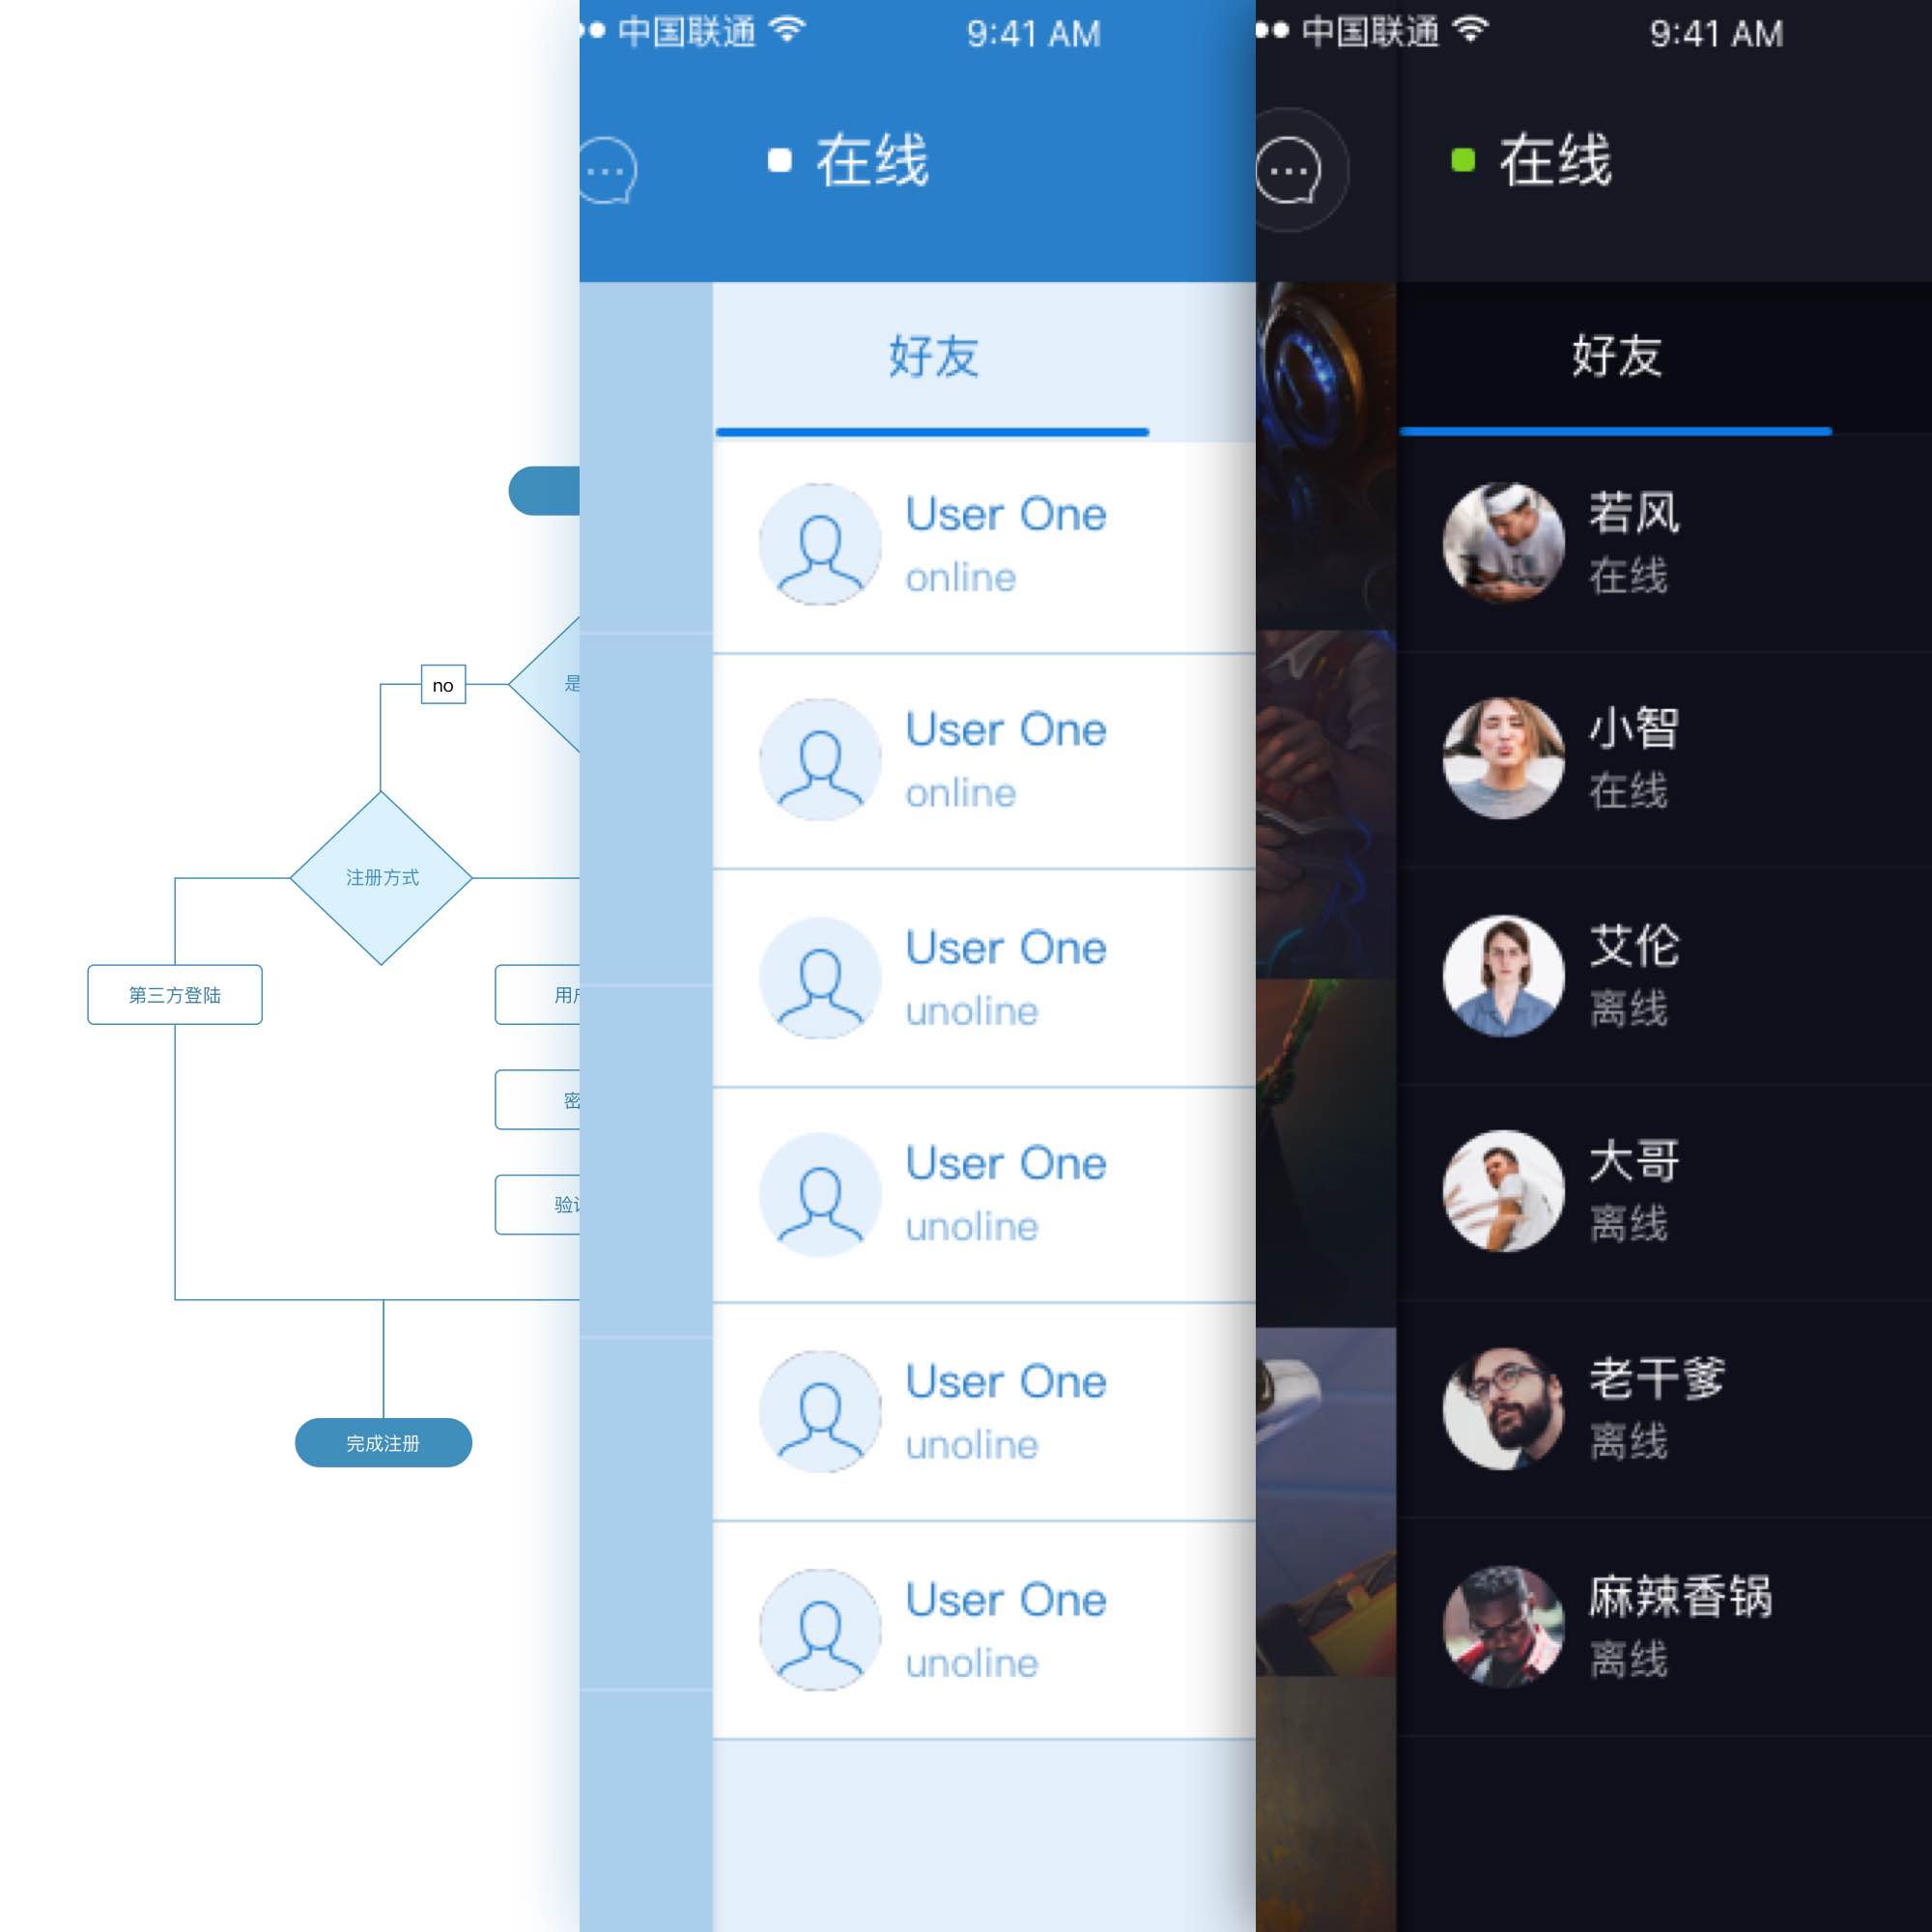 no
是
注册方式
第三方登陆
用户
密
验证
完成注册
中国联通
9:41 AM
在线
好友
User One
online
User One
online
User One
unoline
User One
unoline
User One
unoline
User One
unoline
中国联通
9:41 AM
在线
好友
若风
在线
小智
在线
艾伦
离线
大哥
离线
老干爹
离线
麻辣香锅
离线